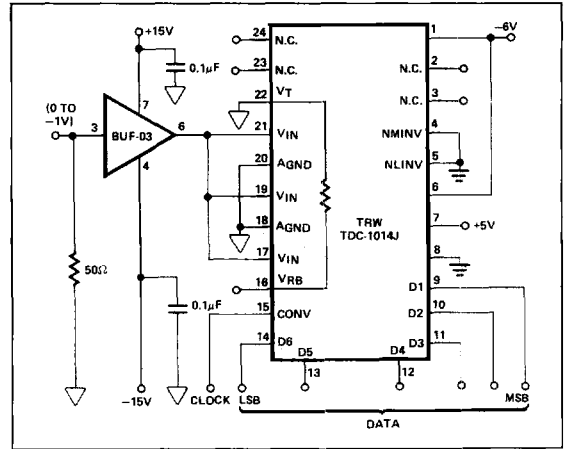 +15V
0.1µF
(0 TO
−1V)
3
BUF-03
7
6
4
50Ω
0.1µF
−15V
24
N.C.
23
N.C.
22
VT
21
VIN
20
AGND
19
VIN
18
AGND
17
VIN
16
VRB
15
CONV
14
D6
D5
13
D4
12
TRW
TDC-1014J
1
−6V
N.C.
2
N.C.
3
NMINV
4
NLINV
5
6
7
+5V
8
D1
9
D2
10
D3
11
CLOCK
LSB
MSB
DATA